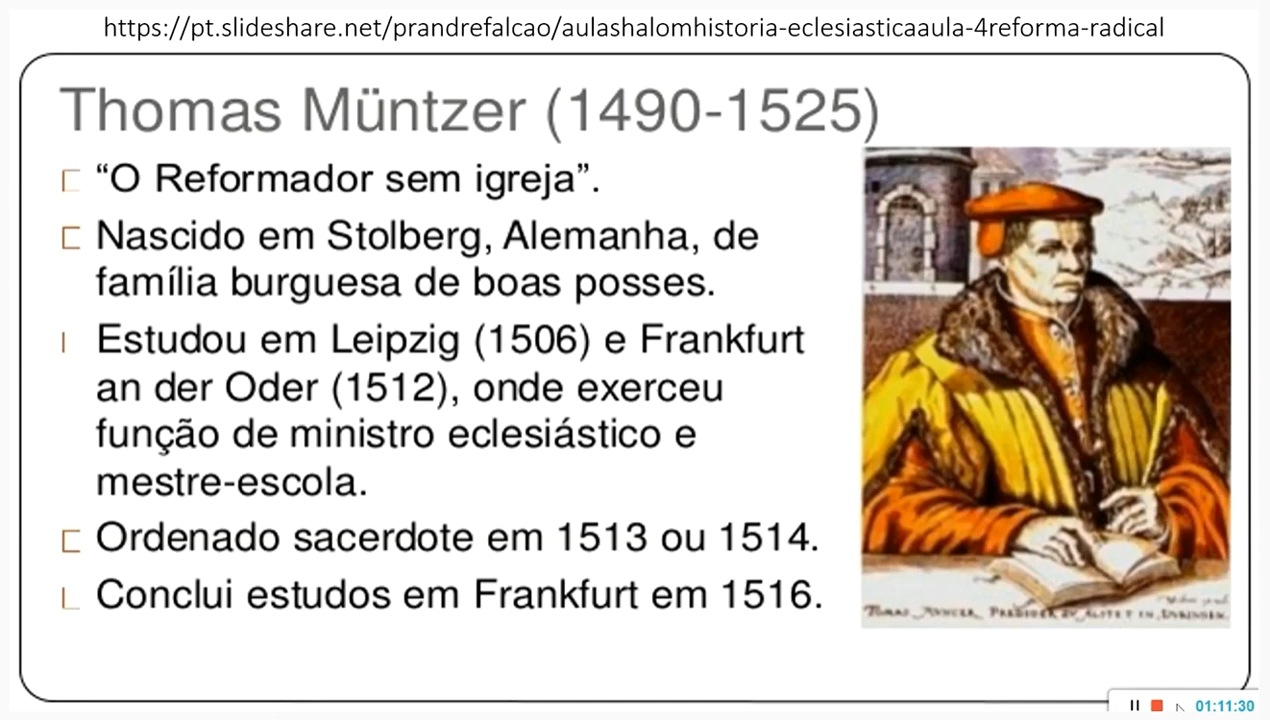 https://pt.slideshare.net/prandrefalcao/aulashalomhistoria-eclesiasticaaula-4reforma-radical
Thomas Müntzer (1490-1525)
“O Reformador sem igreja”.
Nascido em Stolberg, Alemanha, de
família burguesa de boas posses.
Estudou em Leipzig (1506) e Frankfurt
an der Oder (1512), onde exerceu
função de ministro eclesiástico e
mestre-escola.
Ordenado sacerdote em 1513 ou 1514.
Conclui estudos em Frankfurt em 1516.
01:11:30